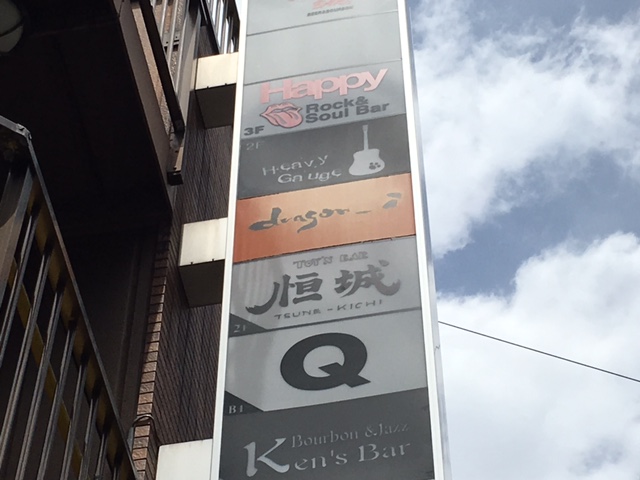 Happy
Rock&
Soul Bar
3F
2F
Heavy
Gauge
TOY'N BAR
恒城
TSUNE-KICHI
2F
Q
B1
Bourbon & Jazz
Ken's Bar